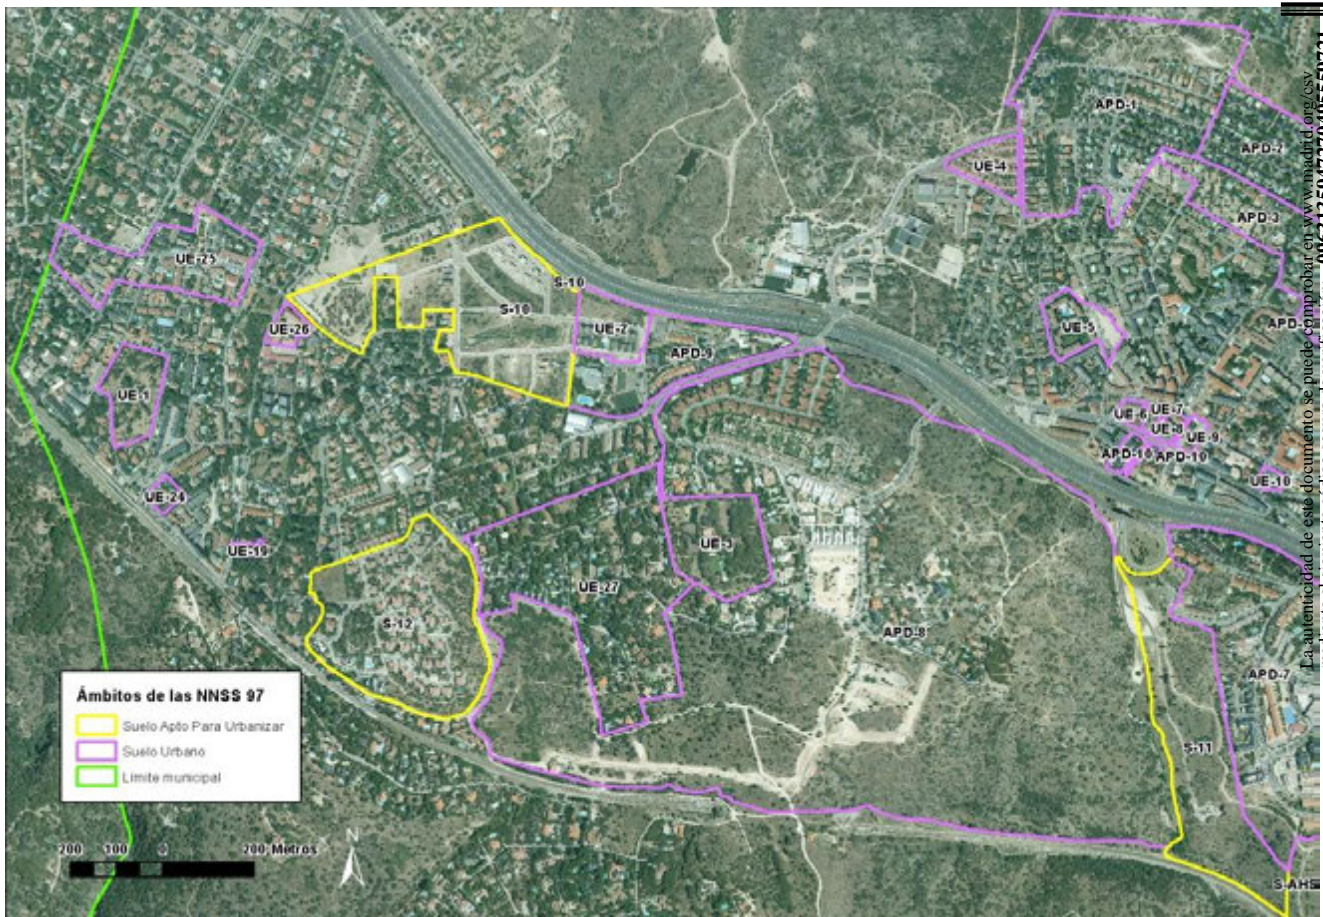 APD-1
APD-2
UE-4
APD-3
UE-25
S-10
S-10
UE-26
UE-2
UE-5
APD-9
UE-1
UE-6
UE-7
UE-8
UE-9
APD-10
APD-10
UE-10
UE-24
UE-19
UE-3
UE-27
S-12
APD-8
APD-7
S-11
S-AHS
Ámbitos de las NNSS 97
Suelo Apto Para Urbanizar
Suelo Urbano
Límite municipal
N
200 100 0 200 Metros
La autenticidad de este documento se puede comprobar en www.madrid.org/csv